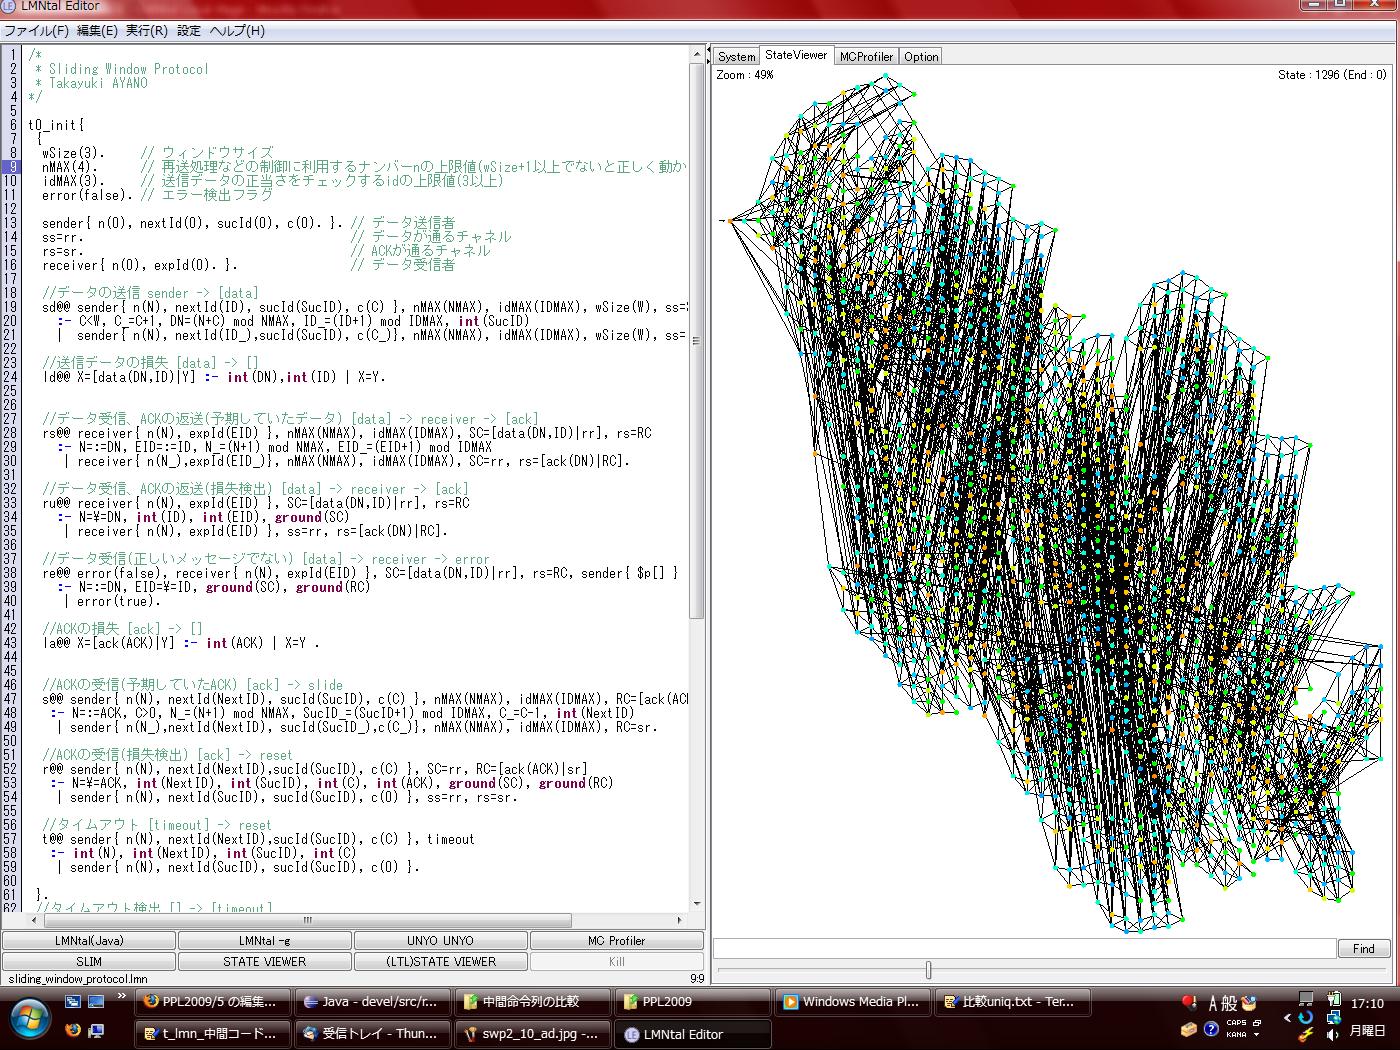 LMNtal Editor
ファイル(F) 編集(E) 実行(R) 設定 ヘルプ(H)
1 /*
2 * Sliding Window Protocol
3 * Takayuki AYANO
4 */
5
6 t0_init{
7 {
8 wSize(3). // ウィンドウサイズ
9 nMAX(4). // 再送処理などの制御に利用するナンバーnの上限値(wSize+1以上でないと正しく動か
10 idMAX(3). // 送信データの正当さをチェックするidの上限値(3以上)
11 error(false). // エラー検出フラグ
12
13 sender{ n(0), nextId(0), sucId(0), c(0). }. // データ送信者
14 ss=rr. // データが通るチャネル
15 rs=sr. // ACKが通るチャネル
16 receiver{ n(0), expId(0). }. // データ受信者
17
18 //データの送信 sender -> [data]
19 sd@@ sender{ n(N), nextId(ID), sucId(SucID), c(C) }, nMAX(NMAX), idMAX(IDMAX), wSize(W), ss=
20 :- C<W, C_=C+1, DN=(N+C) mod NMAX, ID_=(ID+1) mod IDMAX, int(SucID)
21 | sender{ n(N), nextId(ID_),sucId(SucID),c(C_)}, nMAX(NMAX), idMAX(IDMAX), wSize(W), ss=
22
23 //送信データの損失 [data] -> []
24 ld@@ X=[data(DN,ID)|Y] :- int(DN),int(ID) | X=Y.
25
26
27 //データ受信、ACKの返送(予期していたデータ) [data] -> receiver -> [ack]
28 rs@@ receiver{ n(N), expId(EID) }, nMAX(NMAX), idMAX(IDMAX), SC=[data(DN,ID)|rr], rs=RC
29 :- N=:=DN, EID=:=ID, N_=(N+1) mod NMAX, EID_=(EID+1) mod IDMAX
30 | receiver{ n(N_),expId(EID_)}, nMAX(NMAX), idMAX(IDMAX), SC=rr, rs=[ack(DN)|RC].
31
32 //データ受信、ACKの返送(損失検出) [data] -> receiver -> [ack]
33 ru@@ receiver{ n(N), expId(EID) }, SC=[data(DN,ID)|rr], rs=RC
34 :- N=¥=DN, int(ID), int(EID), ground(SC)
35 | receiver{ n(N), expId(EID) }, ss=rr, rs=[ack(DN)|RC].
36
37 //データ受信(正しいメッセージでない) [data] -> receiver -> error
38 re@@ error(false), receiver{ n(N), expId(EID) }, SC=[data(DN,ID)|rr], rs=RC, sender{ $p[] }
39 :- N=:=DN, EID=¥=ID, ground(SC), ground(RC)
40 | error(true).
41
42 //ACKの損失 [ack] -> []
43 la@@ X=[ack(ACK)|Y] :- int(ACK) | X=Y .
44
45
46 //ACKの受信(予期していたACK) [ack] -> slide
47 s@@ sender{ n(N), nextId(NextID), sucId(SucID), c(C) }, nMAX(NMAX), idMAX(IDMAX), RC=[ack(ACK
48 :- N=:=ACK, C>0, N_=(N+1) mod NMAX, SucID_=(SucID+1) mod IDMAX, C_=C-1, int(NextID)
49 | sender{ n(N_),nextId(NextID), sucId(SucID_),c(C_)}, nMAX(NMAX), idMAX(IDMAX), RC=sr.
50
51 //ACKの受信(損失検出) [ack] -> reset
52 r@@ sender{ n(N), nextId(NextID),sucId(SucID), c(C) }, SC=rr, RC=[ack(ACK)|sr]
53 :- N=¥=ACK, int(NextID), int(SucID), int(C), int(ACK), ground(SC), ground(RC)
54 | sender{ n(N), nextId(SucID), sucId(SucID), c(0) }, ss=rr, rs=sr.
55
56 //タイムアウト [timeout] -> reset
57 t@@ sender{ n(N), nextId(NextID),sucId(SucID), c(C) }, timeout
58 :- int(N), int(NextID), int(SucID), int(C)
59 | sender{ n(N), nextId(SucID), sucId(SucID), c(0) }.
60
61 }.
62 //タイムアウト検出 [] -> [timeout]
LMNtal(Java) LMNtal -g UNYO UNYO MC Profiler
SLIM STATE VIEWER (LTL)STATE VIEWER Kill
sliding_window_protocol.lmn 9:9
System StateViewer MCProfiler Option
Zoom : 49% State : 1296 (End : 0)
Find
PPL2009/5 の編集... Java - devel/src/r... 中間命令列の比較 PPL2009 Windows Media Pl... 比較uniq.txt - Ter... A 般 17:10
t_lmn_中間コード... 受信トレイ - Thun... swp2_10_ad.jpg -... LMNtal Editor CAPS KANA 月曜日